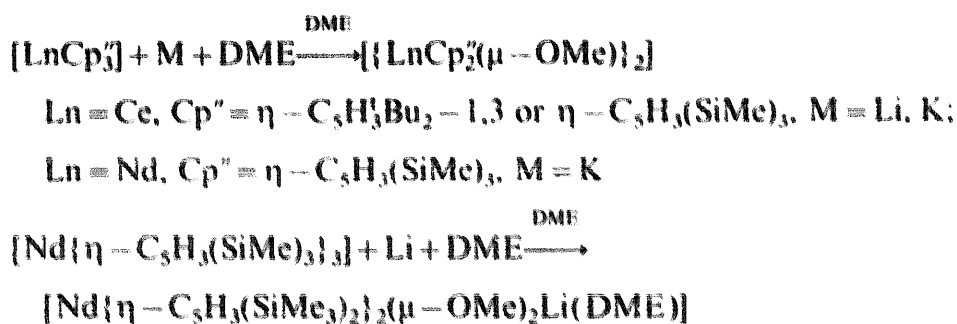 DME
[LnCp″₃] + M + DME⟶[{LnCp″₂(μ−OMe)}₂]
Ln = Ce, Cp″ = η − C₅H₃ᵗBu₂ − 1,3 or η − C₅H₃(SiMe)₃, M = Li, K;
Ln = Nd, Cp″ = η − C₅H₃(SiMe)₃, M = K
DME
[Nd{η − C₅H₃(SiMe)₃}₃] + Li + DME⟶
[Nd{η − C₅H₃(SiMe₃)₂}₂(μ−OMe)₂Li(DME)]